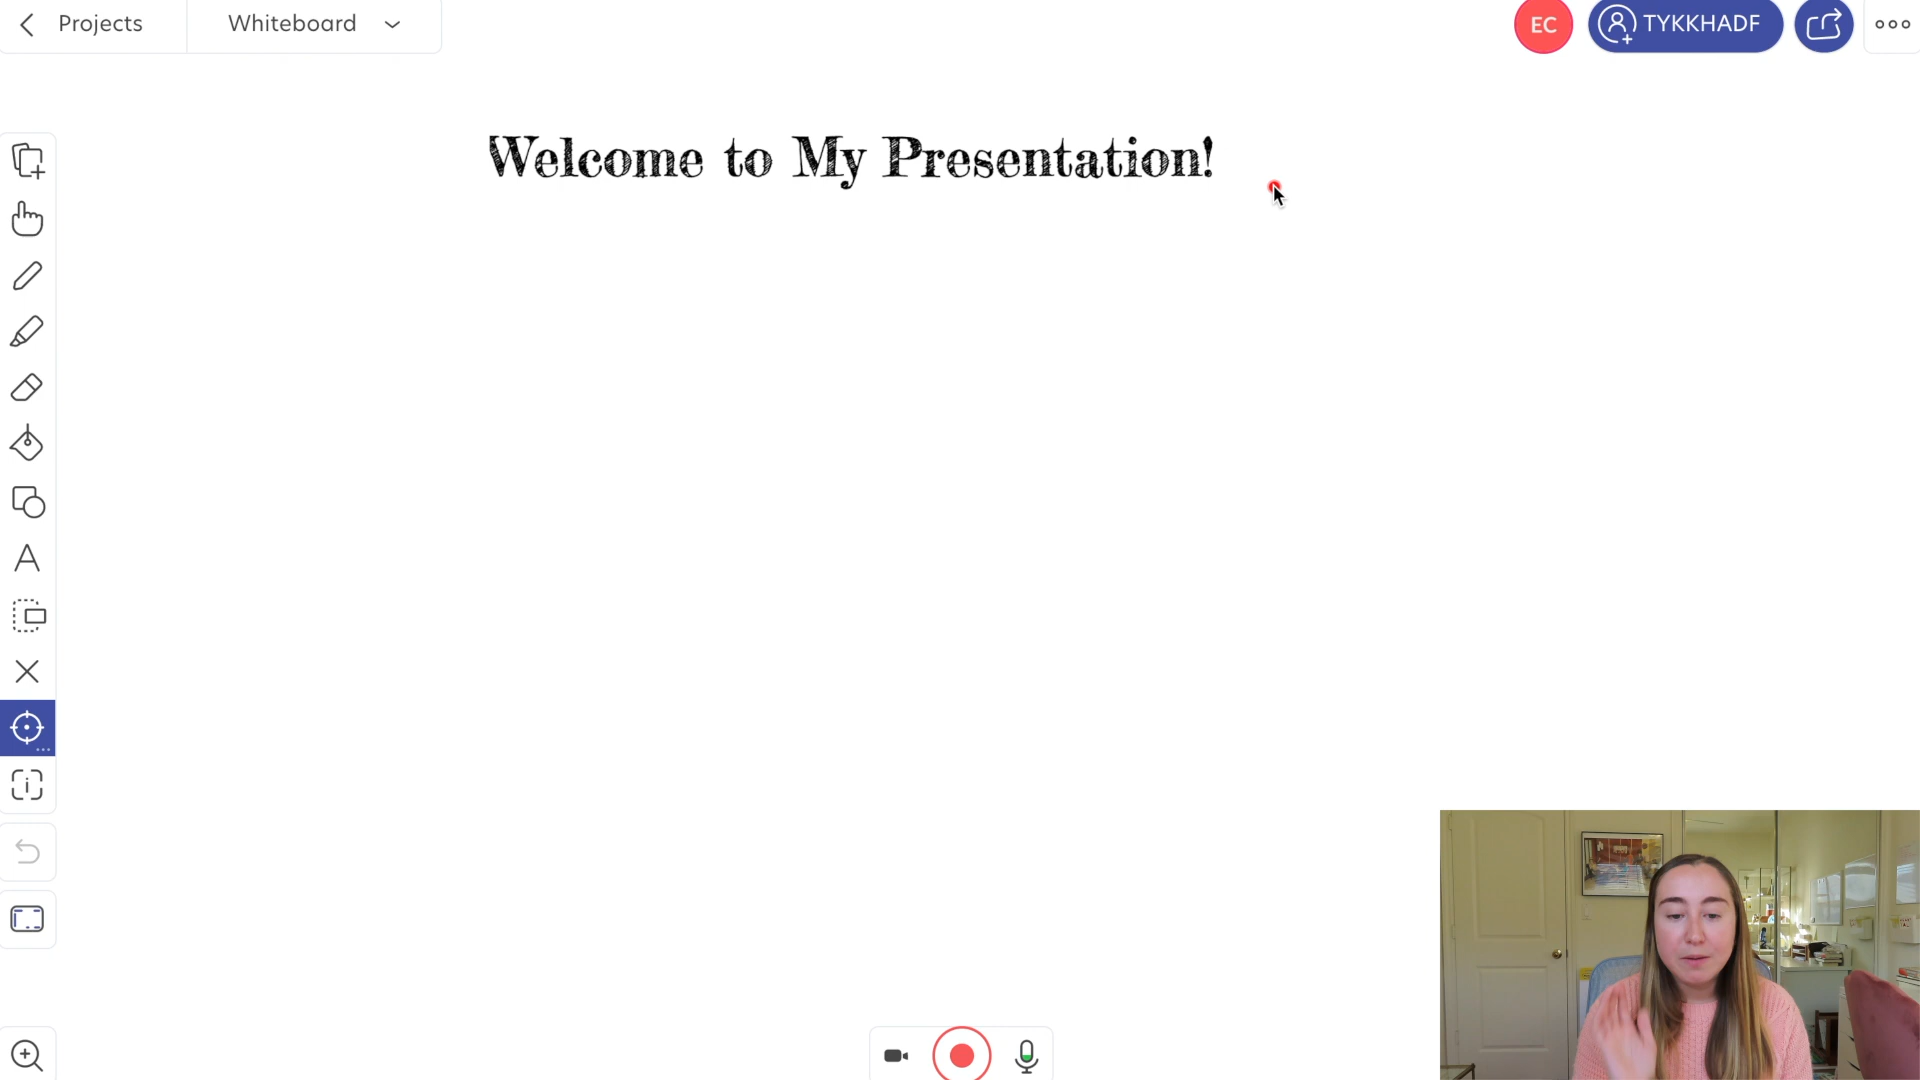 Projects
Whiteboard
EC
TYKKHADF
Welcome to My Presentation!